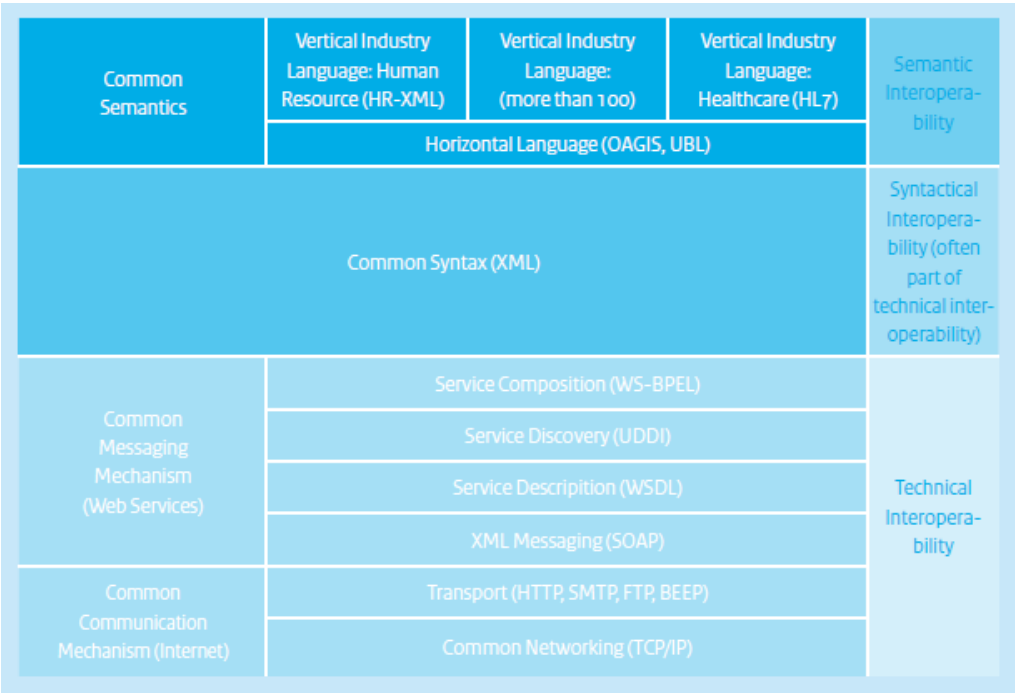 Common
Semantics
Vertical Industry
Language: Human
Resource (HR-XML)
Vertical Industry
Language:
(more than 100)
Vertical Industry
Language:
Healthcare (HL7)
Horizontal Language (OAGIS, UBL)
Semantic
Interopera-
bility
Common Syntax (XML)
Syntactical
Interopera-
bility (often
part of
technical inter-
operability)
Common
Messaging
Mechanism
(Web Services)
Service Composition (WS-BPEL)
Service Discovery (UDDI)
Service Descripition (WSDL)
XML Messaging (SOAP)
Technical
Interopera-
bility
Common
Communication
Mechanism (Internet)
Transport (HTTP, SMTP, FTP, BEEP)
Common Networking (TCP/IP)